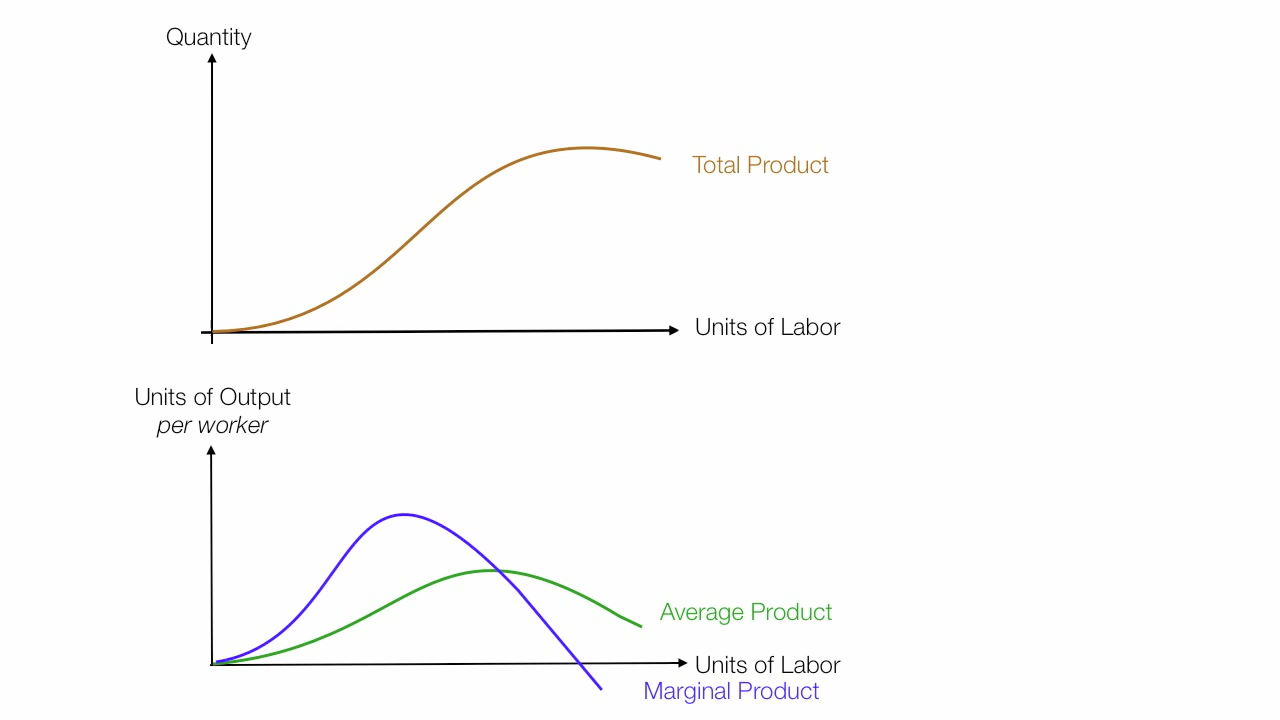 Quantity
Total Product
Units of Labor
Units of Output
per worker
Average Product
Units of Labor
Marginal Product